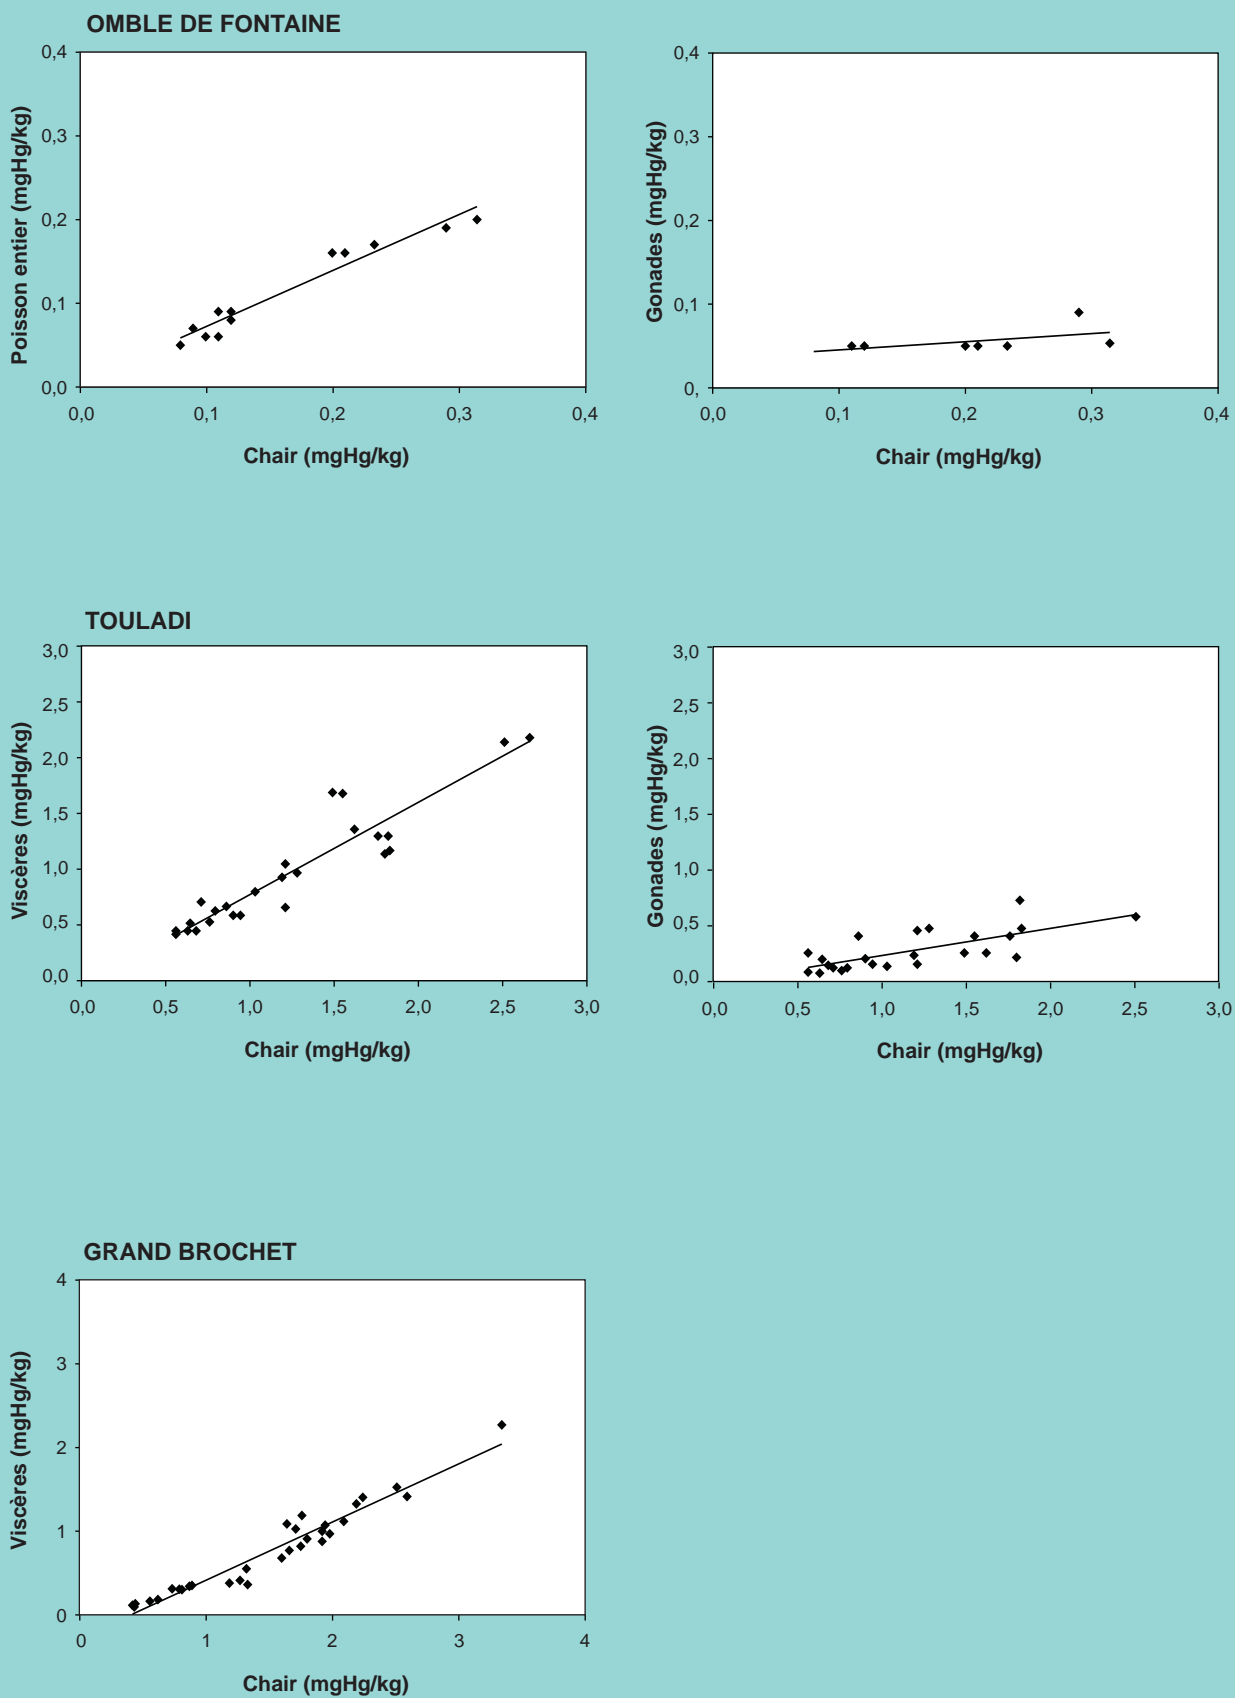 OMBLE DE FONTAINE
0,4
0,3
0,2
0,1
0,0
Poisson entier (mgHg/kg)
0,0 0,1 0,2 0,3 0,4
Chair (mgHg/kg)
0,4
0,3
0,2
0,1
0,
Gonades (mgHg/kg)
0,0 0,1 0,2 0,3 0,4
Chair (mgHg/kg)
TOULADI
3,0
2,5
2,0
1,5
1,0
0,5
0,0
Viscères (mgHg/kg)
0,0 0,5 1,0 1,5 2,0 2,5 3,0
Chair (mgHg/kg)
3,0
2,5
2,0
1,5
1,0
0,5
0,0
Gonades (mgHg/kg)
0,0 0,5 1,0 1,5 2,0 2,5 3,0
Chair (mgHg/kg)
GRAND BROCHET
4
3
2
1
0
Viscères (mgHg/kg)
0 1 2 3 4
Chair (mgHg/kg)